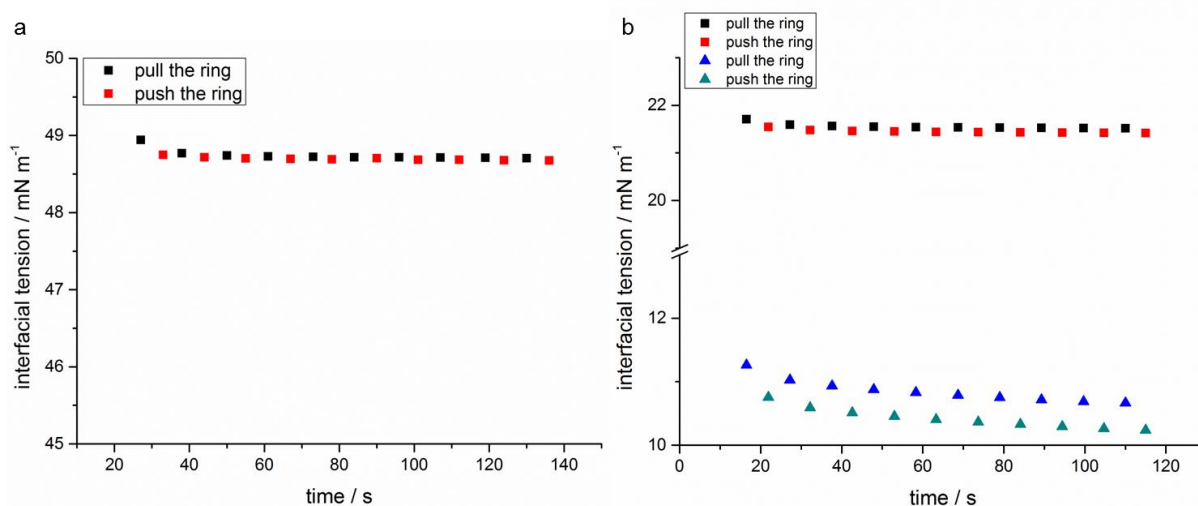 a
50
49
48
47
46
45
interfacial tension / mN m⁻¹
pull the ring
push the ring
20 40 60 80 100 120 140
time / s
b
22
20
12
10
interfacial tension / mN m⁻¹
pull the ring
push the ring
pull the ring
push the ring
0 20 40 60 80 100 120
time / s